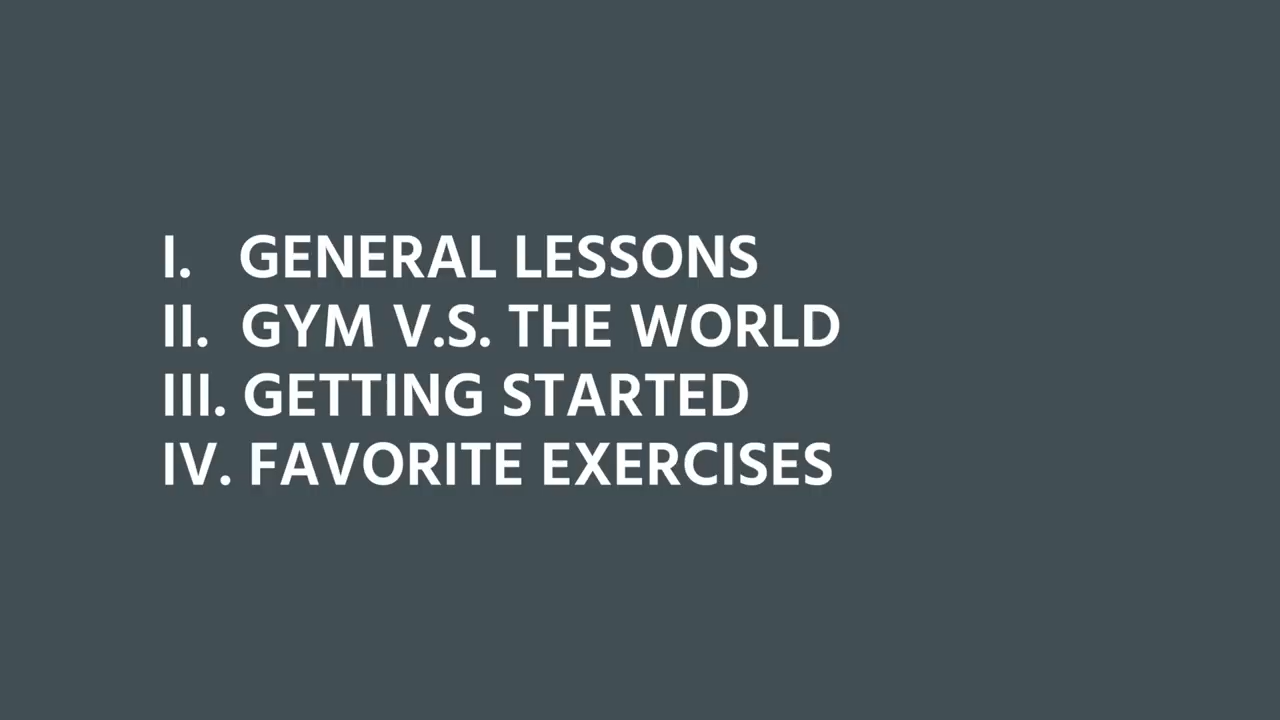 I. GENERAL LESSONS
II. GYM V.S. THE WORLD
III. GETTING STARTED
IV. FAVORITE EXERCISES